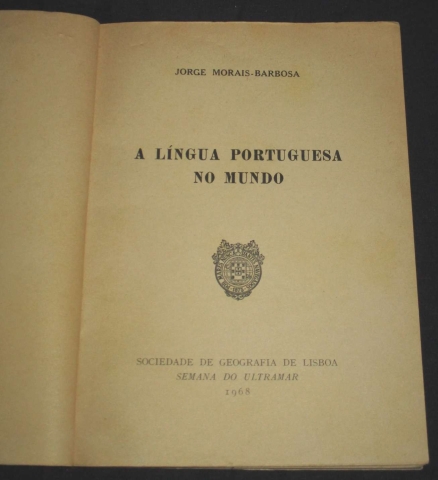 JORGE MORAIS-BARBOSA
A LÍNGUA PORTUGUESA
NO MUNDO
SOCIEDADE DE GEOGRAFIA DE LISBOA
SEMANA DO ULTRAMAR
1968